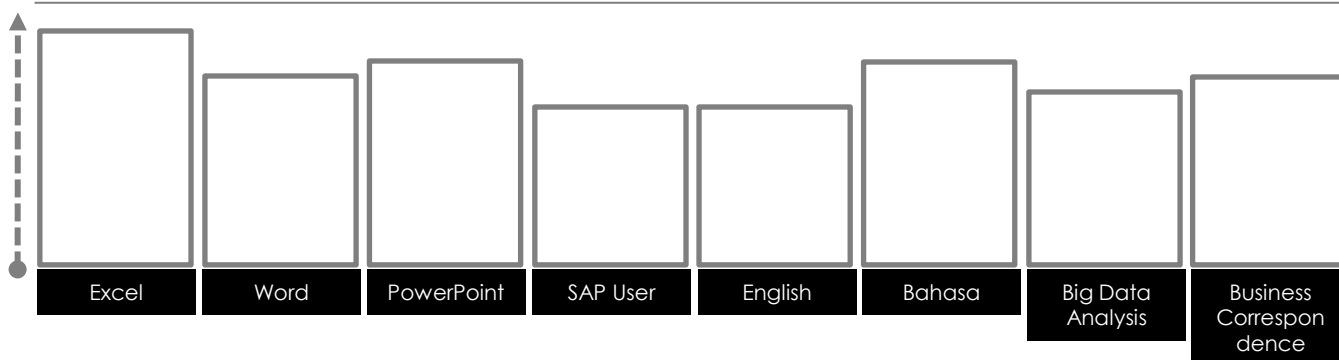 Excel
Word
PowerPoint
SAP User
English
Bahasa
Big Data
Analysis
Business
Correspon
dence